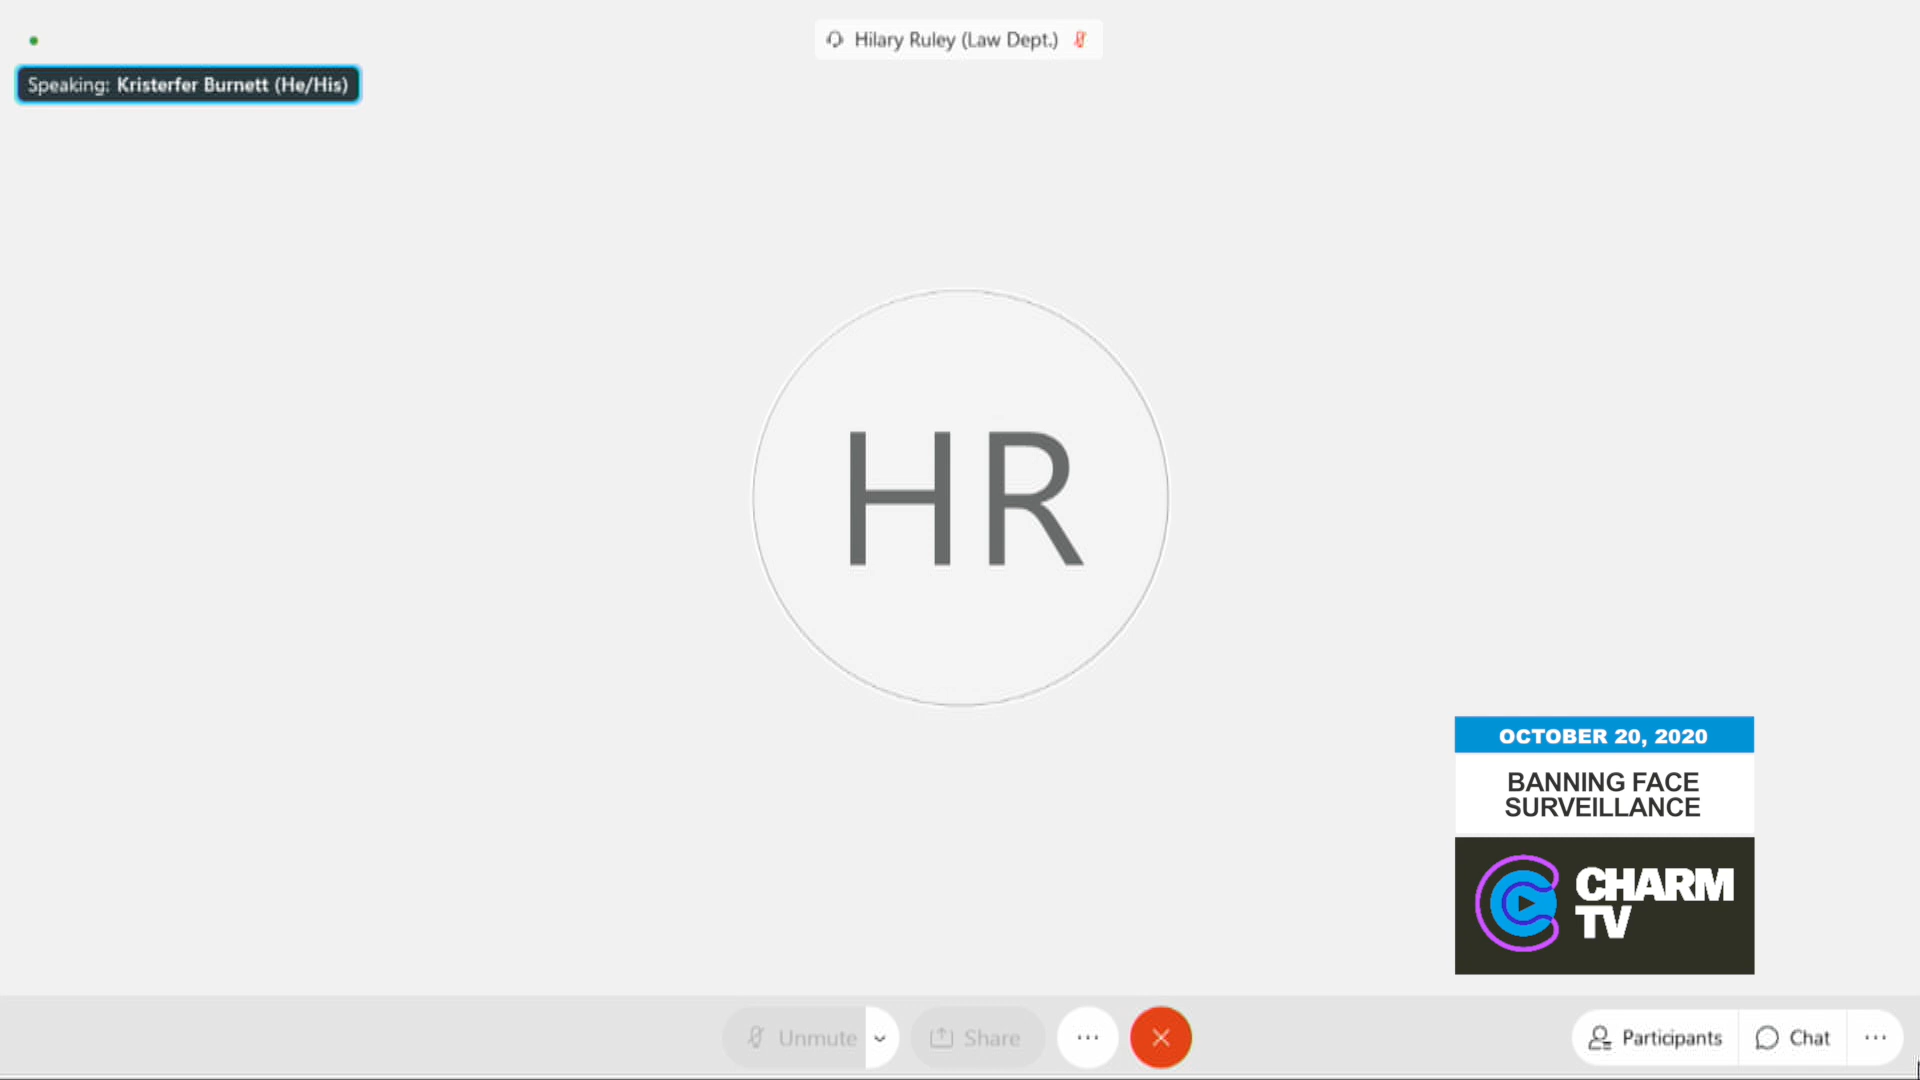 Hilary Ruley (Law Dept.)
Speaking: Kristerfer Burnett (He/His)
HR
OCTOBER 20, 2020
BANNING FACE
SURVEILLANCE
CHARM
TV
Unmute
Share
Participants
Chat